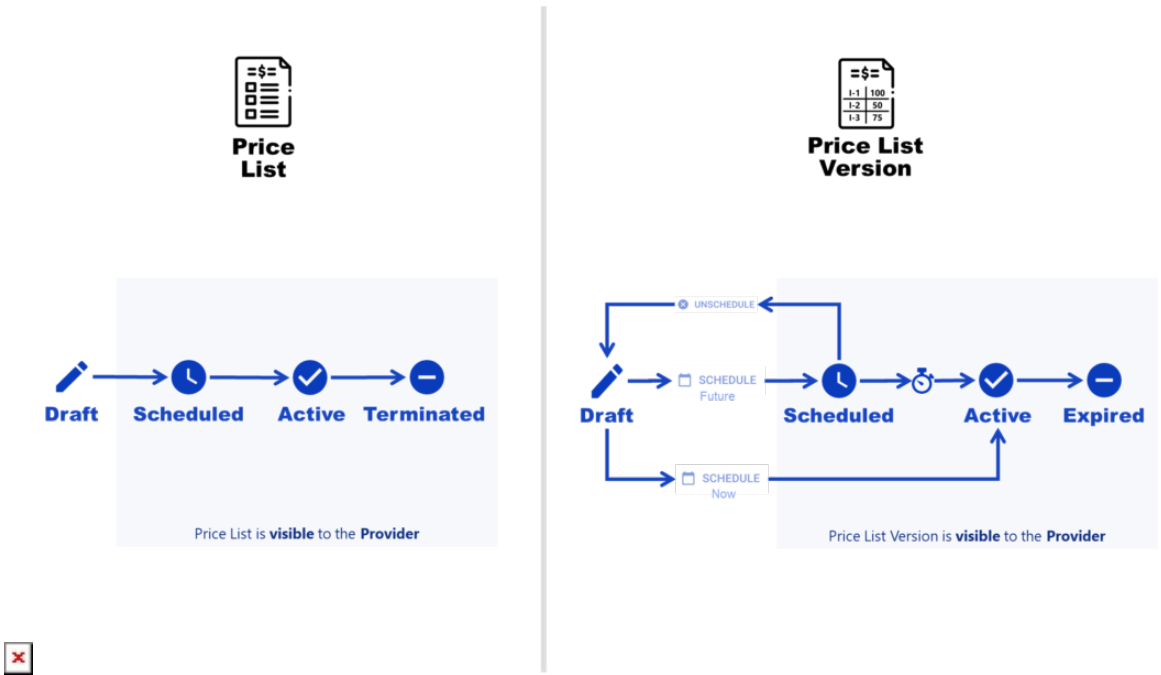 =$=
Price
List
Draft
Scheduled
Active
Terminated
Price List is visible to the Provider
=$=
I-1 100
I-2 50
I-3 75
Price List
Version
UNSCHEDULE
SCHEDULE
Future
Draft
Scheduled
Active
Expired
SCHEDULE
Now
Price List Version is visible to the Provider